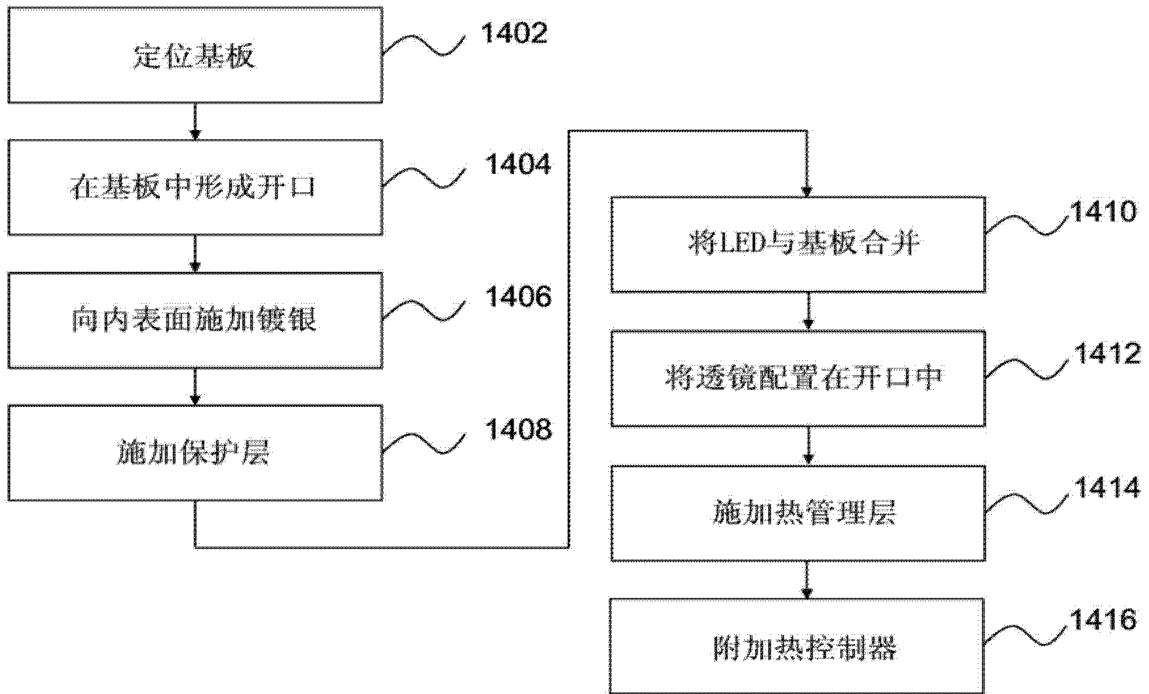 定位基板
1402
在基板中形成开口
1404
向内表面施加镀银
1406
施加保护层
1408
将LED与基板合并
1410
将透镜配置在开口中
1412
施加热管理层
1414
附加热控制器
1416